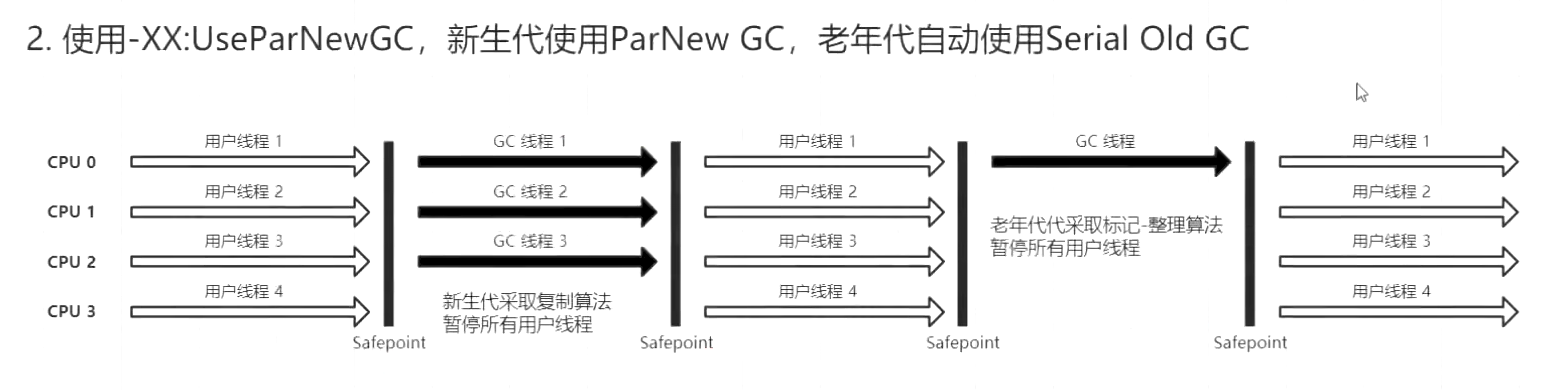 2. 使用-XX:UseParNewGC，新生代使用ParNew GC，老年代自动使用Serial Old GC
用户线程 1 GC 线程 1 用户线程 1 GC 线程 用户线程 1
CPU 0
用户线程 2 GC 线程 2 用户线程 2 用户线程 2
CPU 1
用户线程 3 GC 线程 3 用户线程 3 用户线程 3
CPU 2
用户线程 4 用户线程 4 用户线程 4
CPU 3
新生代采取复制算法
暂停所有用户线程
老年代代采取标记-整理算法
暂停所有用户线程
Safepoint Safepoint Safepoint Safepoint